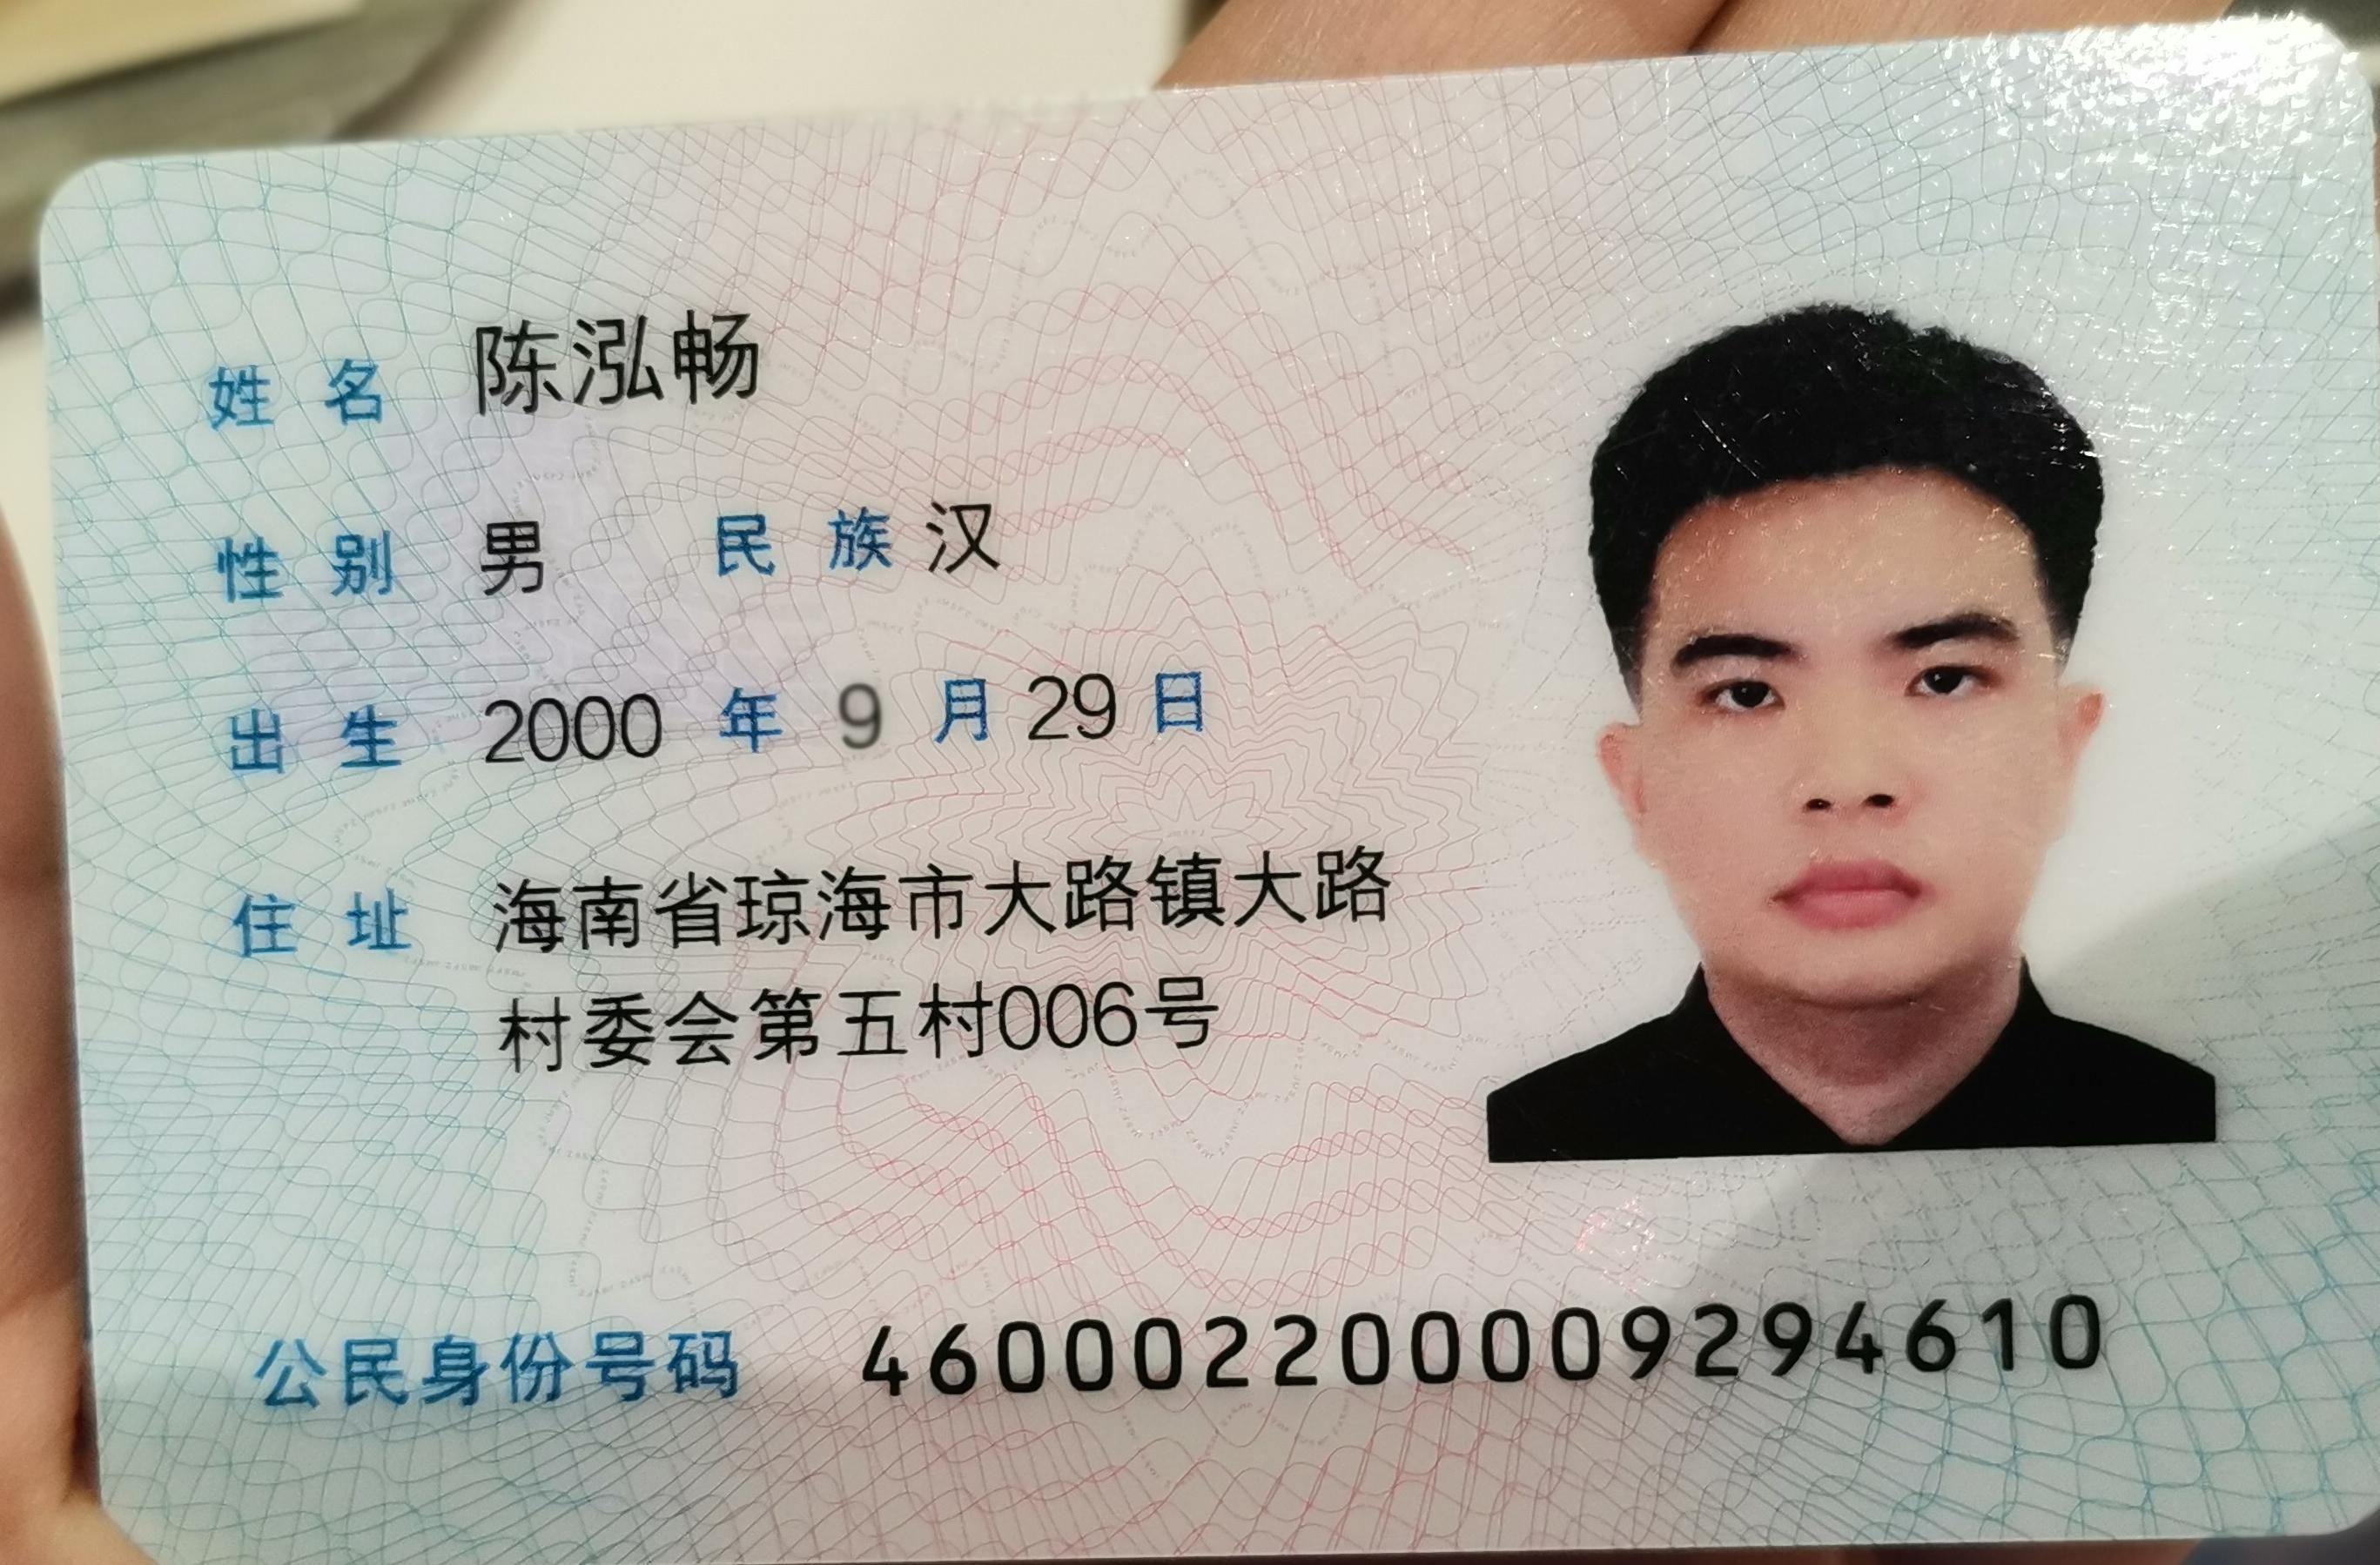 姓名 陈泓畅
性别 男 民族 汉
出生 2000 年 9 月 29 日
住址 海南省琼海市大路镇大路
村委会第五村006号
公民身份号码 460002200009294610